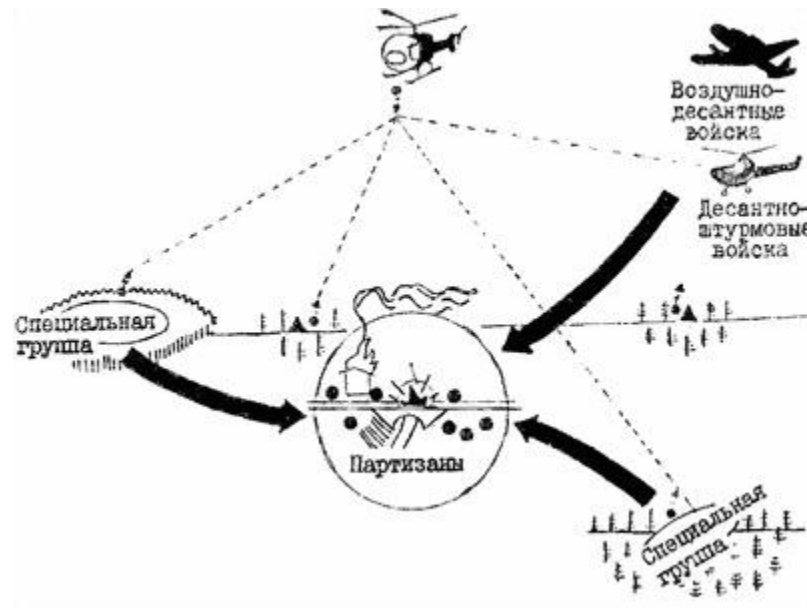 Воздушно-
десантные
войска
Десантно-
штурмовые
войска
Специальная
группа
Партизаны
Специальная
группа